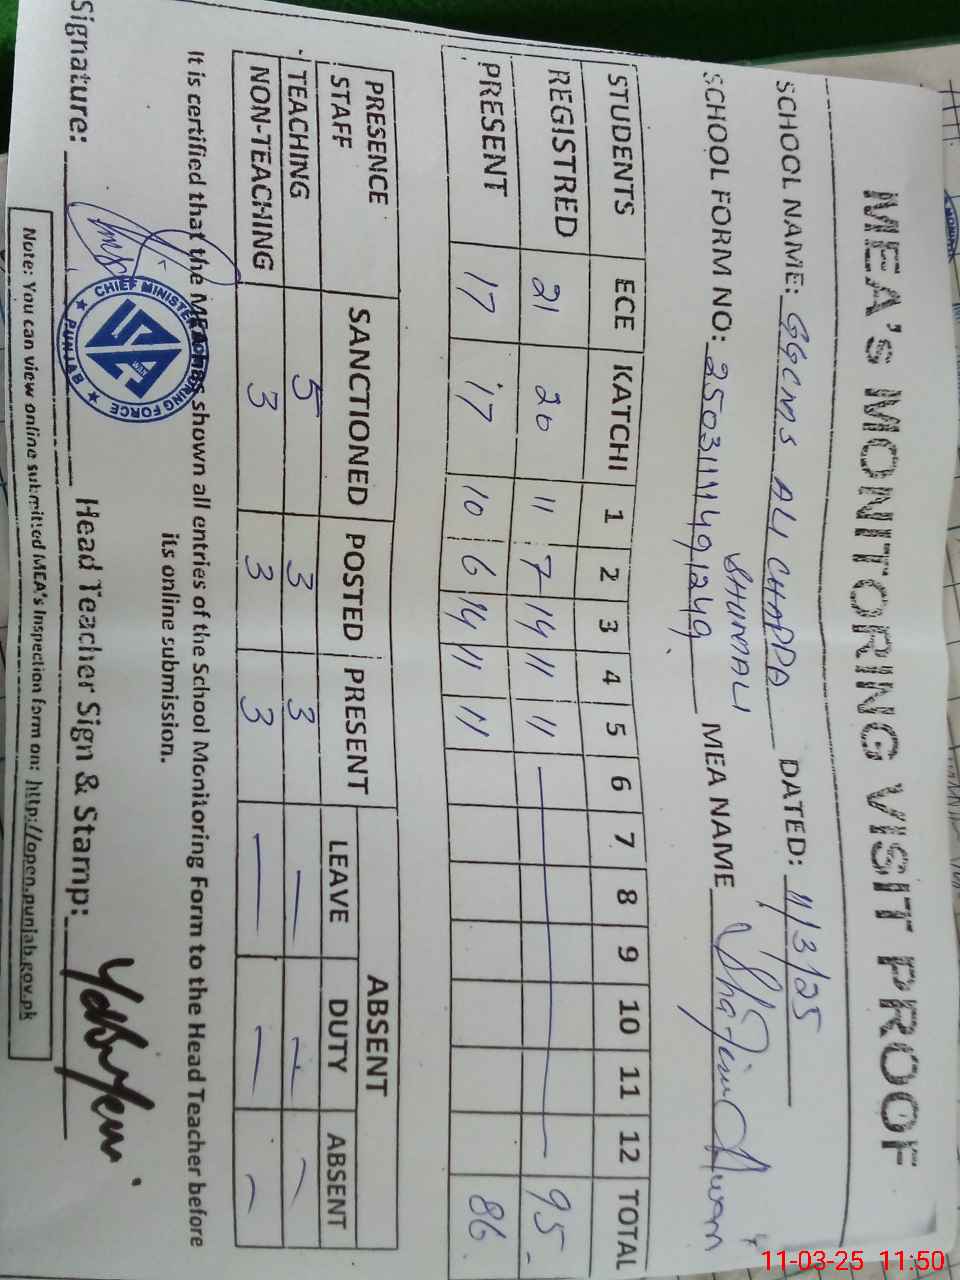 MEA's MONITORING VISIT PROOF
SCHOOL NAME: GGCMS ALI CHAPPA SHUMALI DATED: 11/3/25
SCHOOL FORM NO: MEA NAME Awan
STUDENTS ECE KATCHI 1 2 3 4 5 6 7 8 9 10 11 12 TOTAL
REGISTRED 21 20 11 7 14 11 11 95
PRESENT 17 17 10 6 14 11 11 86
PRESENCE STAFF SANCTIONED POSTED PRESENT ABSENT
LEAVE DUTY ABSENT
TEACHING 5 3 3 — — —
NON-TEACHING 3 3 3 — — —
It is certified that the MEA has shown all entries of the School Monitoring Form to the Head Teacher before
its online submission.
Signature: Head Teacher Sign & Stamp:
CHIEF MINISTER MONITORING FORCE
PUNJAB
Note: You can view online submitted MEA's Inspection form on: http://open.punjab.gov.pk
11-03-25 11:50